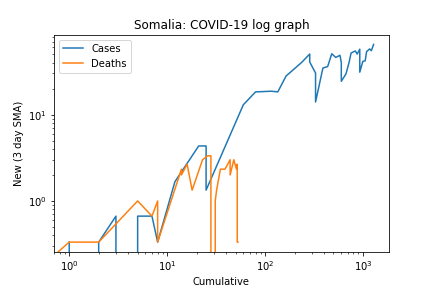 Somalia: COVID-19 log graph
Cases
Deaths
New (3 day SMA)
10¹
10⁰
10⁰ 10¹ 10² 10³
Cumulative